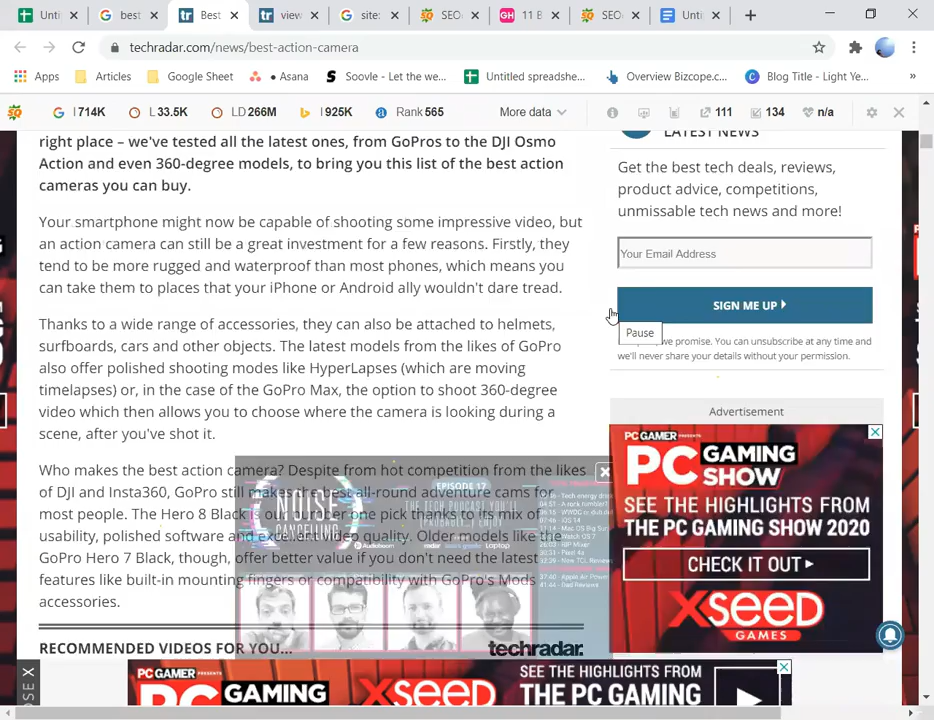 Unti
best
Best
view
site:
SEO
11 B
SEO
Unti
techradar.com/news/best-action-camera
Apps
Articles
Google Sheet
Asana
Soovle - Let the we...
Untitled spreadshe...
Overview Bizcope.c...
Blog Title - Light Ye...
»
I 714K
L 33.5K
LD 266M
I 925K
Rank 565
More data
111
134
n/a
right place – we've tested all the latest ones, from GoPros to the DJI Osmo
Action and even 360-degree models, to bring you this list of the best action
cameras you can buy.
Your smartphone might now be capable of shooting some impressive video, but
an action camera can still be a great investment for a few reasons. Firstly, they
tend to be more rugged and waterproof than most phones, which means you
can take them to places that your iPhone or Android ally wouldn't dare tread.
Thanks to a wide range of accessories, they can also be attached to helmets,
surfboards, cars and other objects. The latest models from the likes of GoPro
also offer polished shooting modes like HyperLapses (which are moving
timelapses) or, in the case of the GoPro Max, the option to shoot 360-degree
video which then allows you to choose where the camera is looking during a
scene, after you've shot it.
Who makes the best action camera? Despite from hot competition from the likes
of DJI and Insta360, GoPro still makes the best all-round adventure cams for
most people. The Hero 8 Black is our number one pick thanks to its mix of
usability, polished software and excellent video quality. Older models like the
GoPro Hero 7 Black, though, offer better value if you don't need the latest
features like built-in mounting fingers or compatibility with GoPro's Mods
accessories.
RECOMMENDED VIDEOS FOR YOU...
EPISODE 17
NOISE
CANCELLING
techradar.
LATEST NEWS
Get the best tech deals, reviews,
product advice, competitions,
unmissable tech news and more!
Your Email Address
SIGN ME UP
Pause
we promise. You can unsubscribe at any time and
we'll never share your details without your permission.
Advertisement
PC GAMER PRESENTS:
PC GAMING
SHOW
SEE THE HIGHLIGHTS FROM
THE PC GAMING SHOW 2020
CHECK IT OUT
XSEED
GAMES
CLOSE X
PC GAMING
XSEED
SEE THE HIGHLIGHTS FROM
THE PC GAMING SHOW